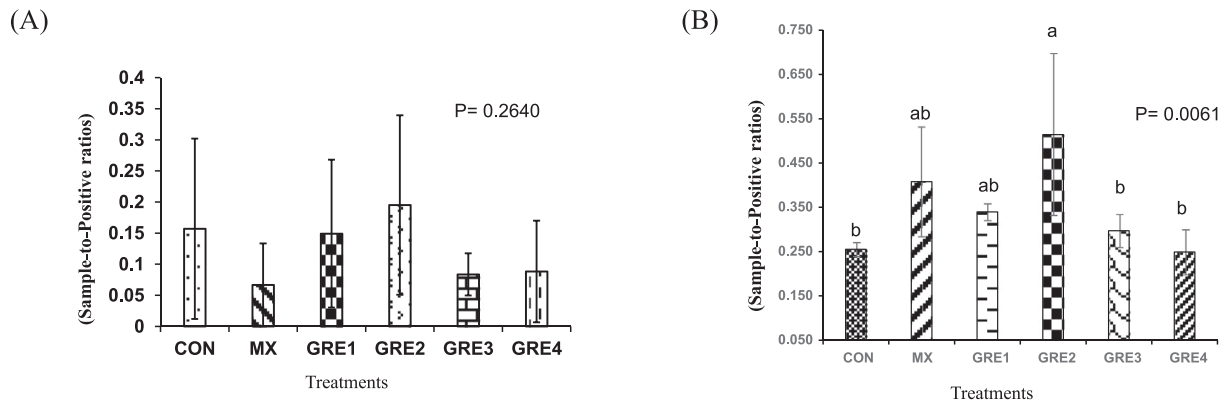 (A)
(Sample-to-Positive ratios)
0.4
0.35
0.3
0.25
0.2
0.15
0.1
0.05
0
P= 0.2640
CON MX GRE1 GRE2 GRE3 GRE4
Treatments
(B)
(Sample-to-Positive ratios)
0.750
0.650
0.550
0.450
0.350
0.250
0.150
0.050
b ab ab a b b
P= 0.0061
CON MX GRE1 GRE2 GRE3 GRE4
Treatments